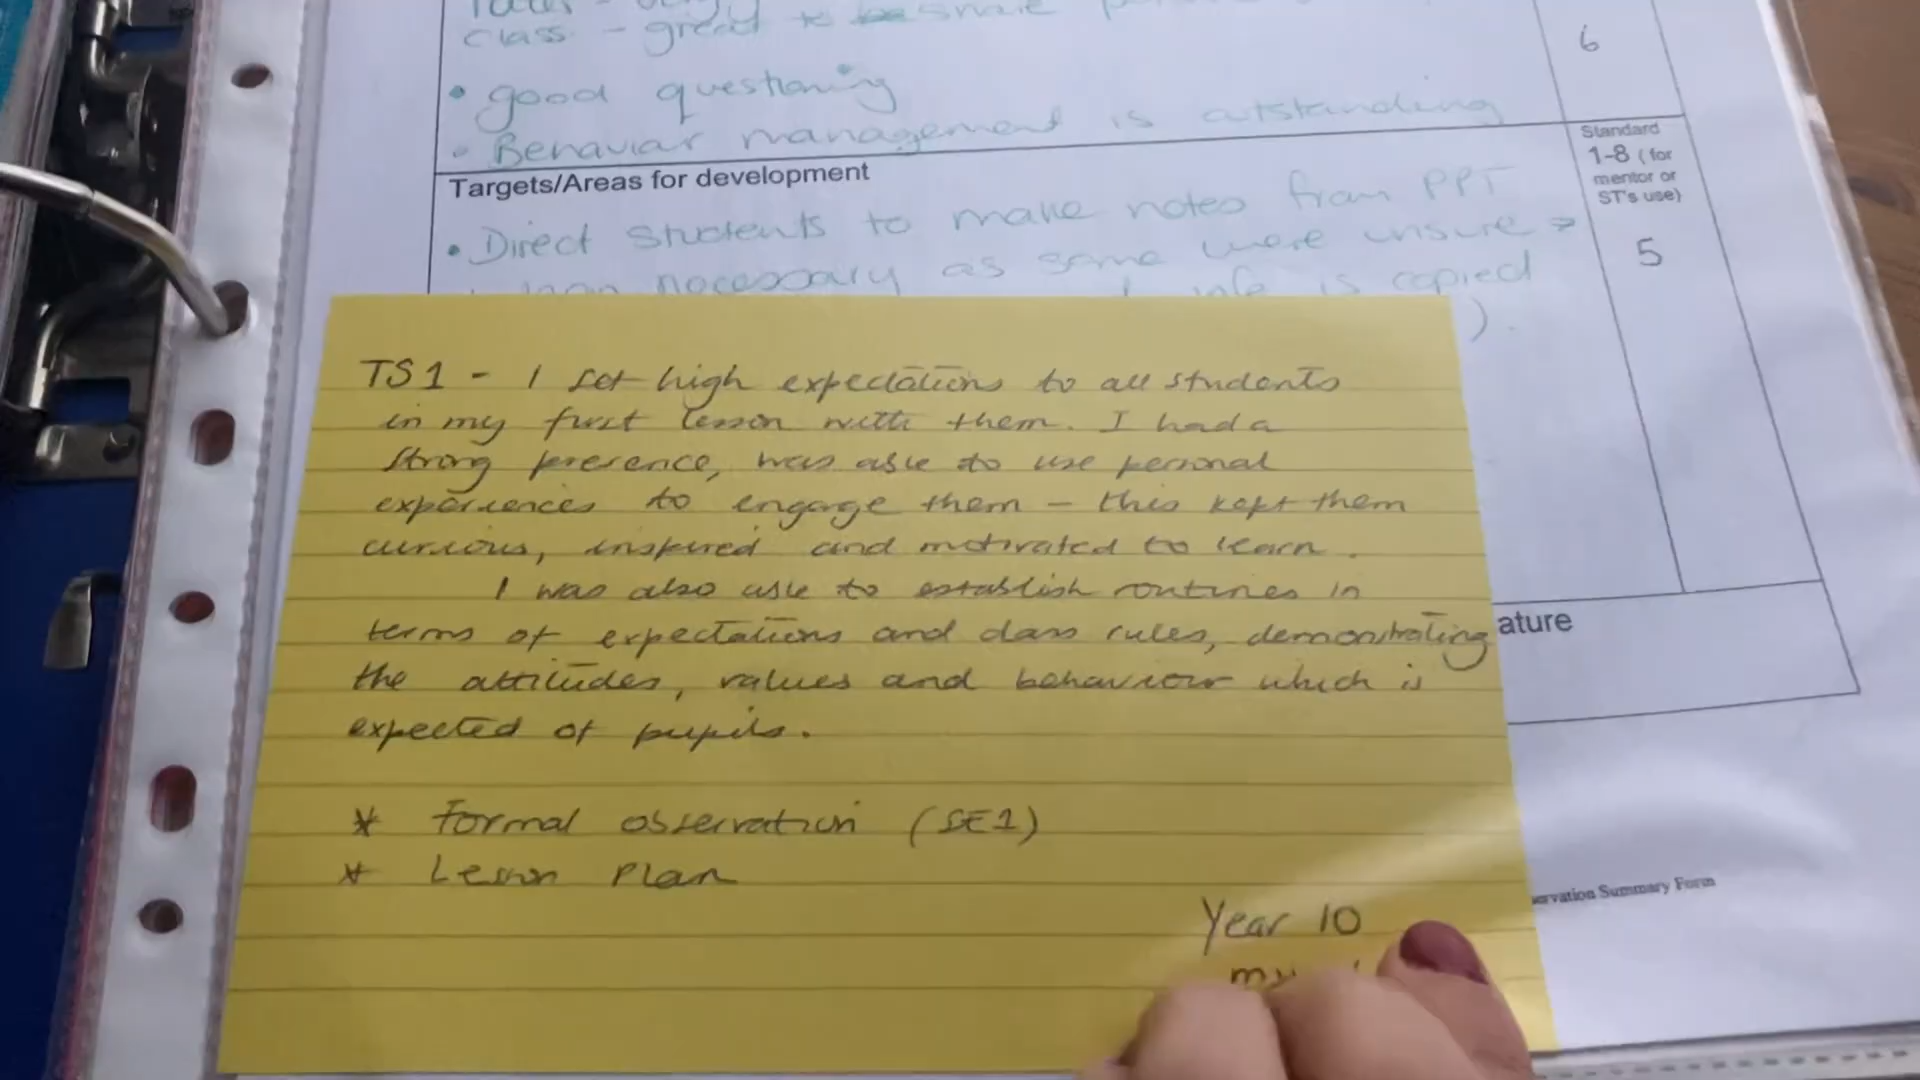 class - great to share
6
• good questioning
• Behaviour management is outstanding
Targets/Areas for development
Standard
1-8 (for
mentor or
ST's use)
• Direct students to make notes from PPT
5
necessary as some were unsure →
info is copied
).
TS1 - I set high expectations to all students
in my first lesson with them. I had a
strong presence, was able to use personal
experiences to engage them - this kept them
curious, inspired and motivated to learn.
I was also able to establish routines in
terms of expectations and class rules, demonstrating
the attitudes, values and behaviour which is
expected of pupils.
ature
* Formal observation (SE1)
* Lesson Plan
Year 10
ervation Summary Form